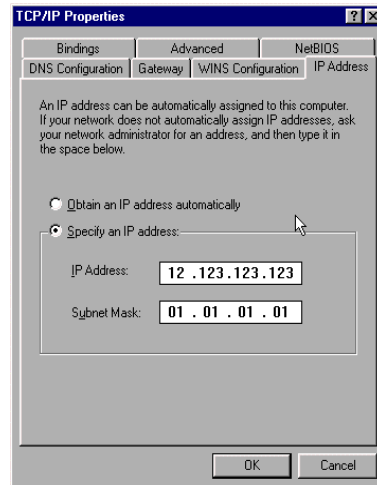 TCP/IP Properties
Bindings Advanced NetBIOS
DNS Configuration Gateway WINS Configuration IP Address
An IP address can be automatically assigned to this computer.
If your network does not automatically assign IP addresses, ask
your network administrator for an address, and then type it in
the space below.
Obtain an IP address automatically
Specify an IP address:
IP Address: 12 .123.123.123
Subnet Mask: 01 . 01 . 01 . 01
OK Cancel